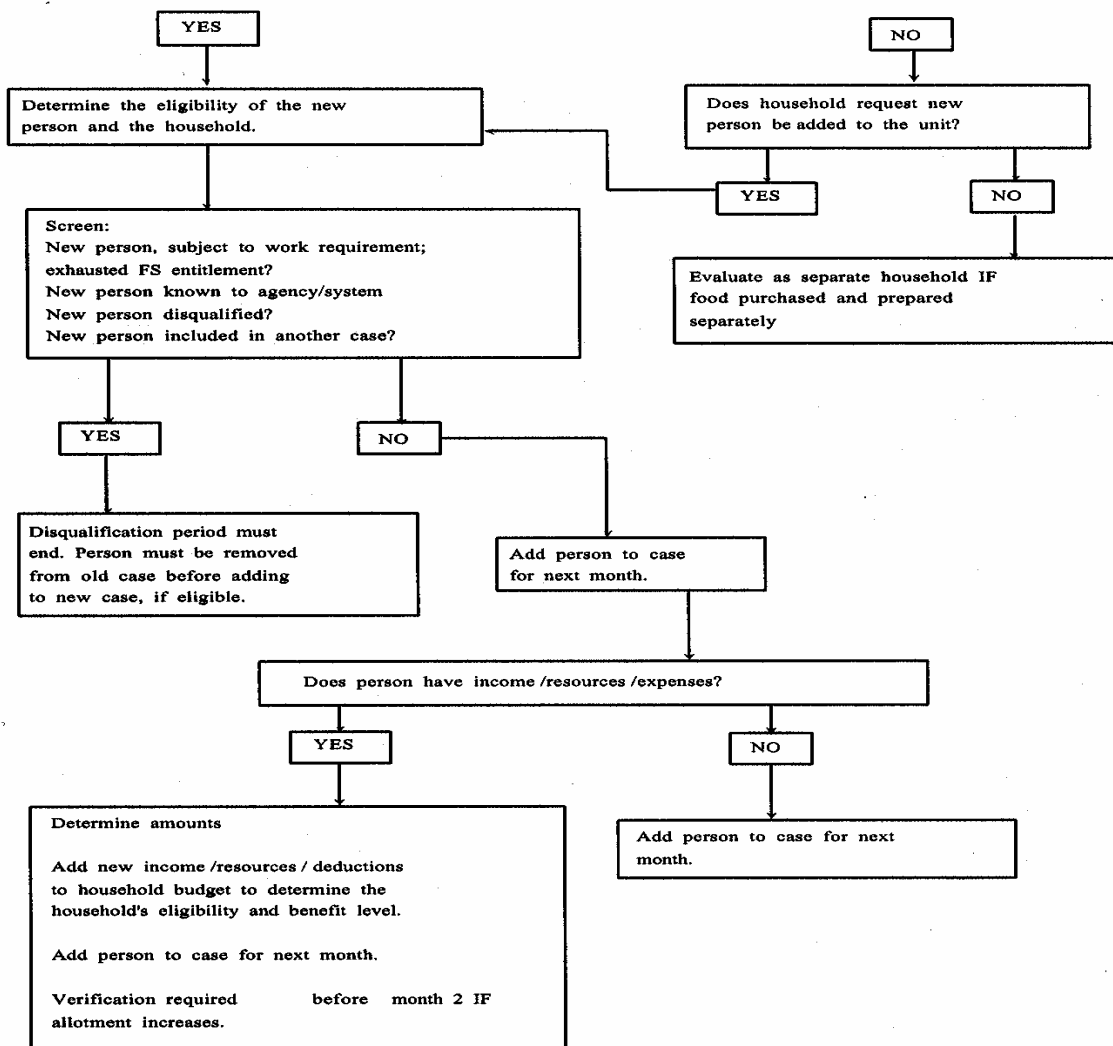 YES
NO
Determine the eligibility of the new
person and the household.
Does household request new
person be added to the unit?
YES
NO
Screen:
New person, subject to work requirement;
exhausted FS entitlement?
New person known to agency/system
New person disqualified?
New person included in another case?
Evaluate as separate household IF
food purchased and prepared
separately
YES
NO
Disqualification period must
end. Person must be removed
from old case before adding
to new case, if eligible.
Add person to case
for next month.
Does person have income /resources /expenses?
YES
NO
Determine amounts
Add new income /resources / deductions
to household budget to determine the
household's eligibility and benefit level.
Add person to case for next month.
Verification required before month 2 IF
allotment increases.
Add person to case for next
month.